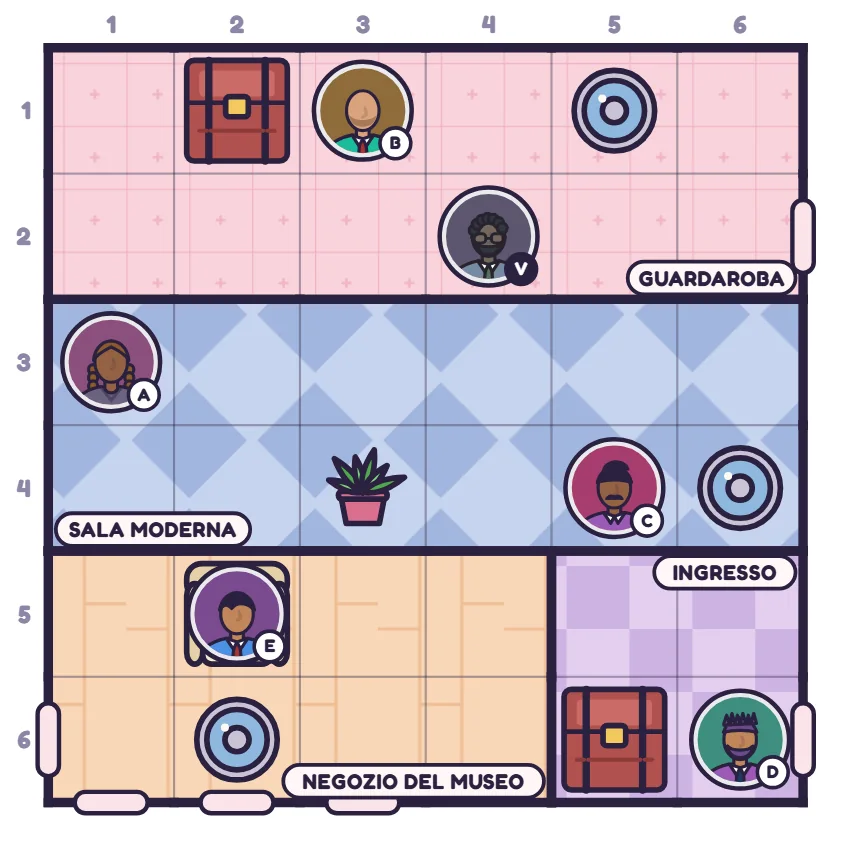 1 2 3 4 5 6
1
B
2
V
GUARDAROBA
3
A
4
C
SALA MODERNA
INGRESSO
5
E
6
D
NEGOZIO DEL MUSEO